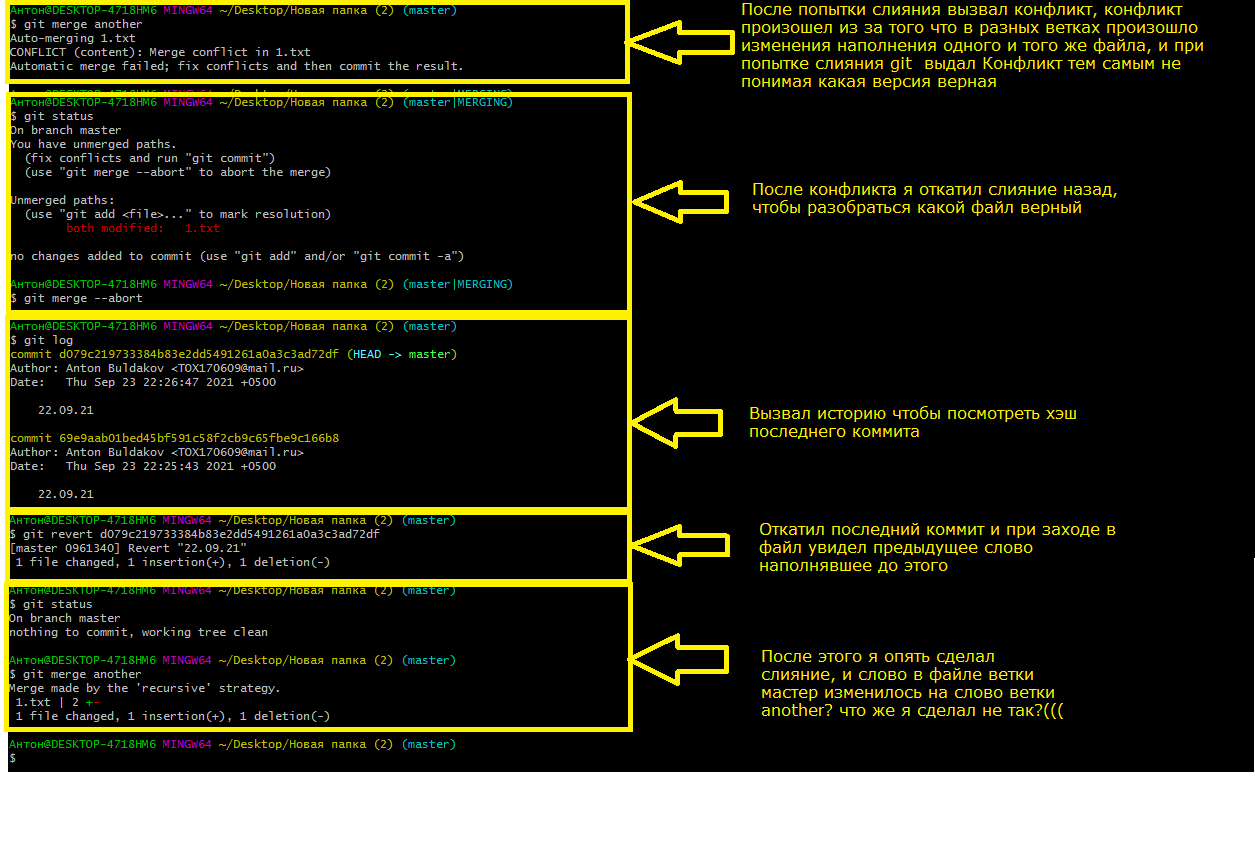 Антон@DESKTOP-4718HM6 MINGW64 ~/Desktop/Новая папка (2) (master)
$ git merge another
Auto-merging 1.txt
CONFLICT (content): Merge conflict in 1.txt
Automatic merge failed; fix conflicts and then commit the result.
После попытки слияния вызвал конфликт, конфликт
произошел из за того что в разных ветках произошло
изменения наполнения одного и того же файла, и при
попытке слияния git выдал Конфликт тем самым не
понимая какая версия верная
Антон@DESKTOP-4718HM6 MINGW64 ~/Desktop/Новая папка (2) (master|MERGING)
$ git status
On branch master
You have unmerged paths.
(fix conflicts and run "git commit")
(use "git merge --abort" to abort the merge)
Unmerged paths:
(use "git add <file>..." to mark resolution)
both modified: 1.txt
no changes added to commit (use "git add" and/or "git commit -a")
Антон@DESKTOP-4718HM6 MINGW64 ~/Desktop/Новая папка (2) (master|MERGING)
$ git merge --abort
После конфликта я откатил слияние назад,
чтобы разобраться какой файл верный
Антон@DESKTOP-4718HM6 MINGW64 ~/Desktop/Новая папка (2) (master)
$ git log
commit d079c219733384b83e2dd5491261a0a3c3ad72df (HEAD -> master)
Author: Anton Buldakov <TOX170609@mail.ru>
Date: Thu Sep 23 22:26:47 2021 +0500
22.09.21
commit 69e9aab01bed45bf591c58f2cb9c65fbe9c166b8
Author: Anton Buldakov <TOX170609@mail.ru>
Date: Thu Sep 23 22:25:43 2021 +0500
22.09.21
Вызвал историю чтобы посмотреть хэш
последнего коммита
Антон@DESKTOP-4718HM6 MINGW64 ~/Desktop/Новая папка (2) (master)
$ git revert d079c219733384b83e2dd5491261a0a3c3ad72df
[master 0961340] Revert "22.09.21"
1 file changed, 1 insertion(+), 1 deletion(-)
Откатил последний коммит и при заходе в
файл увидел предыдущее слово
наполнявшее до этого
Антон@DESKTOP-4718HM6 MINGW64 ~/Desktop/Новая папка (2) (master)
$ git status
On branch master
nothing to commit, working tree clean
Антон@DESKTOP-4718HM6 MINGW64 ~/Desktop/Новая папка (2) (master)
$ git merge another
Merge made by the 'recursive' strategy.
1.txt | 2 +-
1 file changed, 1 insertion(+), 1 deletion(-)
После этого я опять сделал
слияние, и слово в файле ветки
мастер изменилось на слово ветки
another? что же я сделал не так?(((
Антон@DESKTOP-4718HM6 MINGW64 ~/Desktop/Новая папка (2) (master)
$